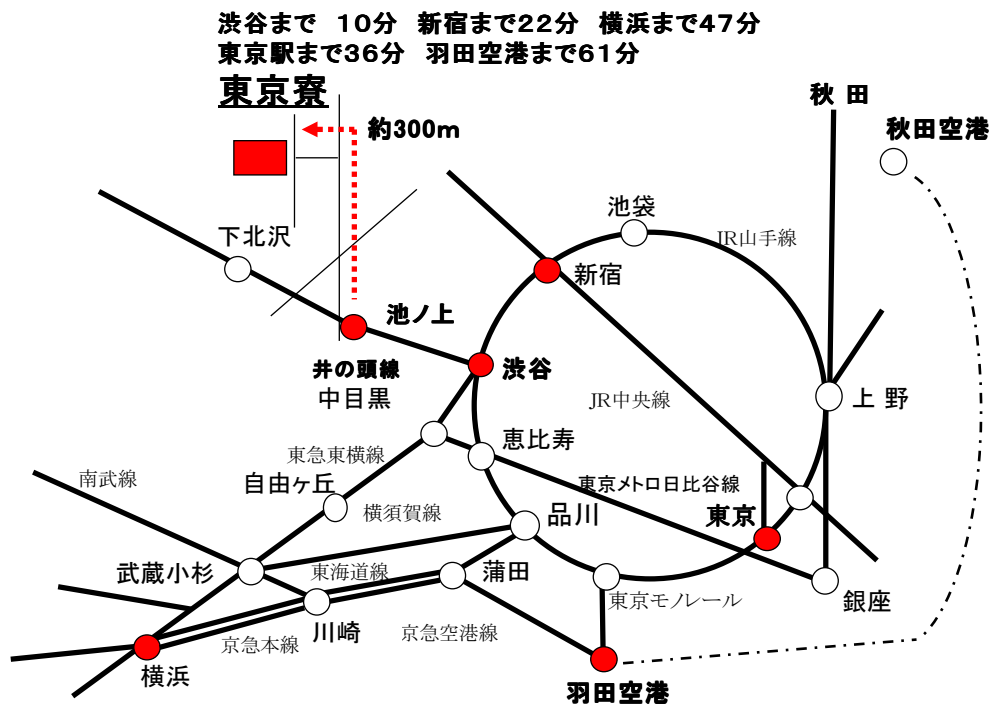 渋谷まで 10分 新宿まで22分 横浜まで47分
東京駅まで36分 羽田空港まで61分
東京寮
約300m
秋 田
秋田空港
池袋
JR山手線
下北沢
新宿
池ノ上
井の頭線
渋谷
中目黒
JR中央線
上 野
恵比寿
東急東横線
南武線
自由ヶ丘
東京メトロ日比谷線
横須賀線
品川
東京
武蔵小杉
東海道線
蒲田
東京モノレール
銀座
川崎
京急空港線
京急本線
横浜
羽田空港